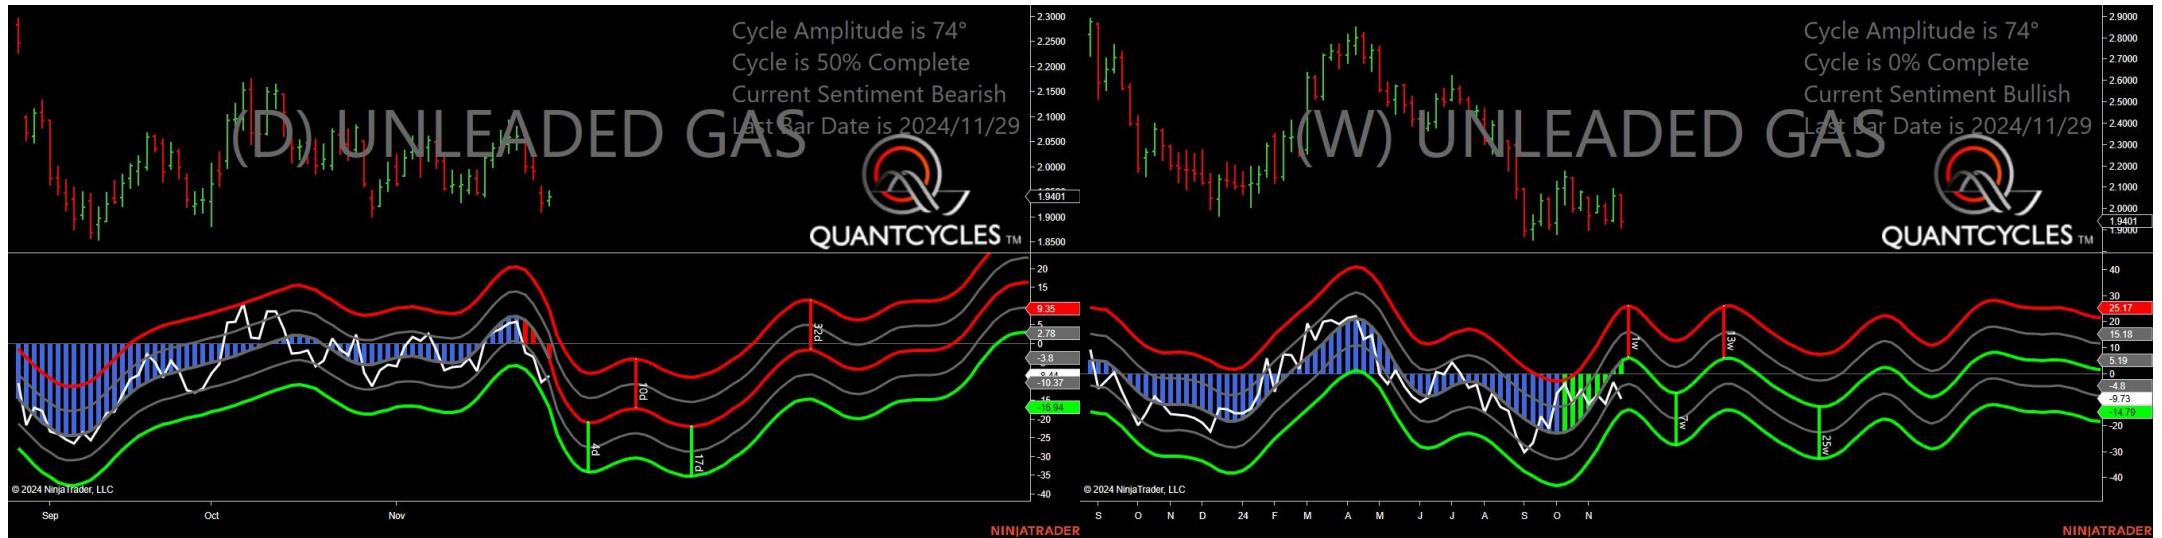 Cycle Amplitude is 74°
Cycle is 50% Complete
Current Sentiment Bearish
Last Bar Date is 2024/11/29
(D) UNLEADED GAS
QUANTCYCLES TM
2.3000
2.2500
2.2000
2.1500
2.1000
2.0500
2.0000
1.9401
1.9000
1.8500
20
15
9.35
5
2.78
0
-3.8
-10.37
-15
-16.94
-20
-25
-30
-35
-40
4d
10d
17d
32d
© 2024 NinjaTrader, LLC
Sep Oct Nov
NINJATRADER
Cycle Amplitude is 74°
Cycle is 0% Complete
Current Sentiment Bullish
Last Bar Date is 2024/11/29
(W) UNLEADED GAS
QUANTCYCLES TM
2.9000
2.7000
2.6000
2.5000
2.4000
2.3000
2.2000
2.1000
2.0000
1.9401
1.9000
40
30
25.17
20
15.18
10
5.19
0
-4.8
-9.73
-14.79
-20
-30
-40
1w
7w
13w
25w
© 2024 NinjaTrader, LLC
S O N D 24 F M A M J J A S O N
NINJATRADER